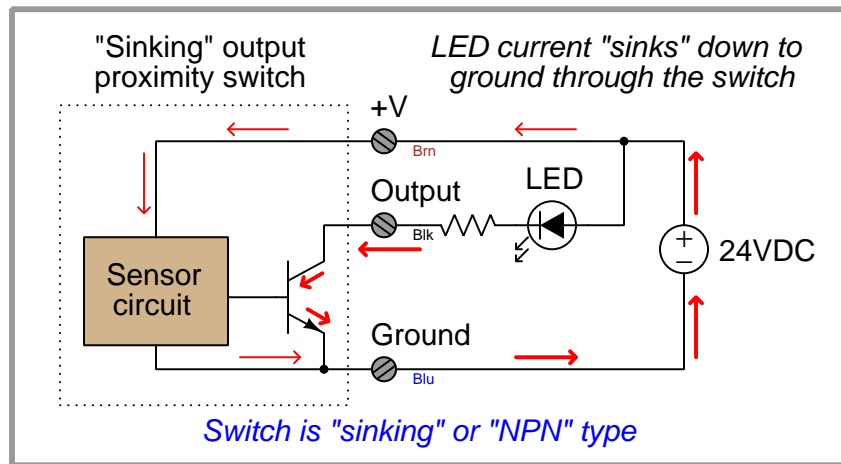 "Sinking" output
proximity switch
LED current "sinks" down to
ground through the switch
+V
Brn
Output
LED
Blk
24VDC
Sensor
circuit
Ground
Blu
Switch is "sinking" or "NPN" type